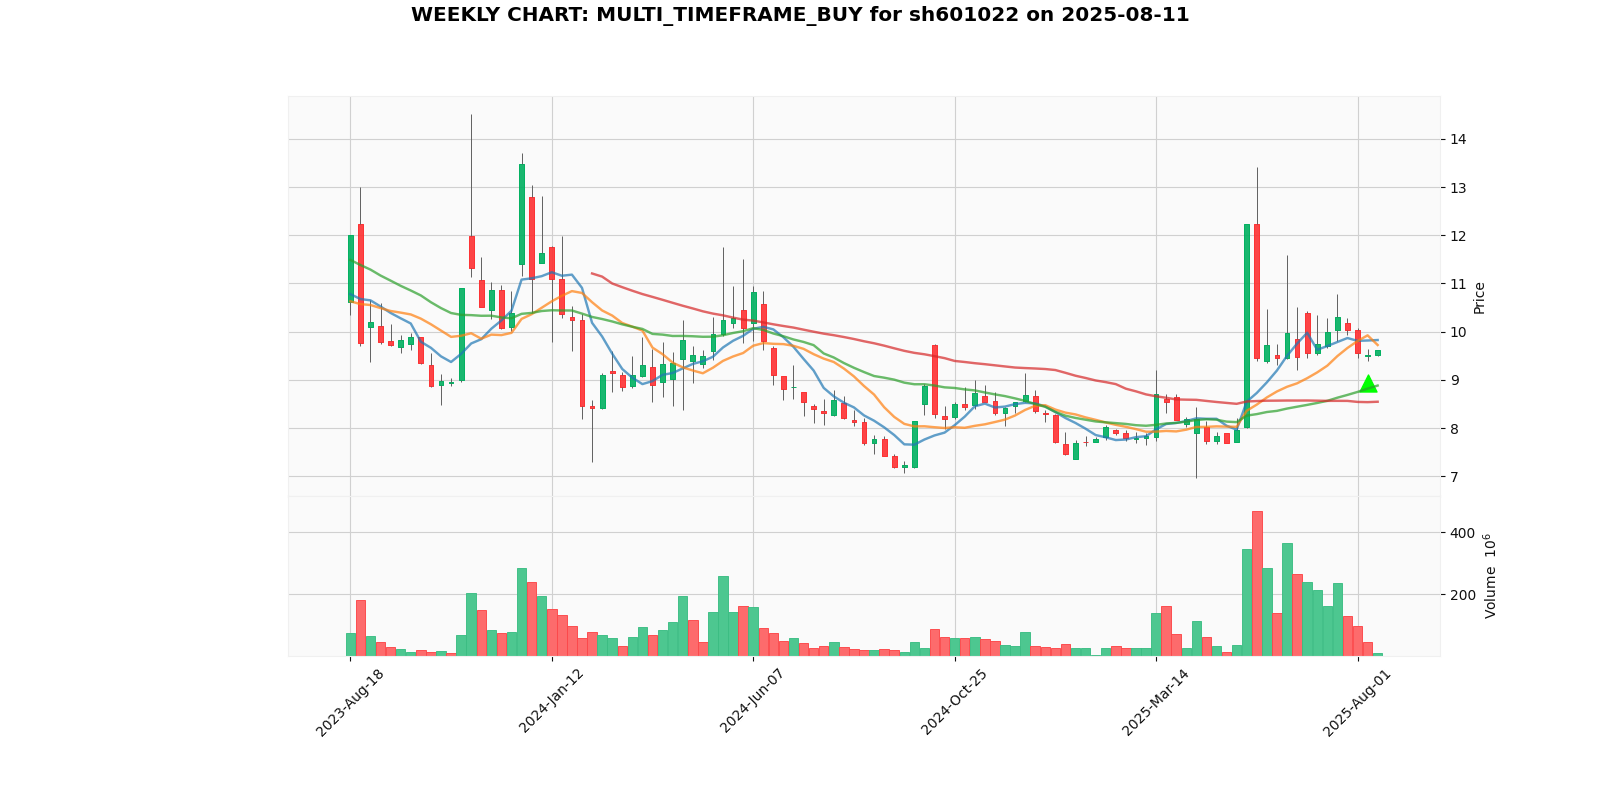 WEEKLY CHART: MULTI_TIMEFRAME_BUY for sh601022 on 2025-08-11
14
13
12
11
10
9
8
7
Price
400
200
Volume 10⁶
2023-Aug-18
2024-Jan-12
2024-Jun-07
2024-Oct-25
2025-Mar-14
2025-Aug-01